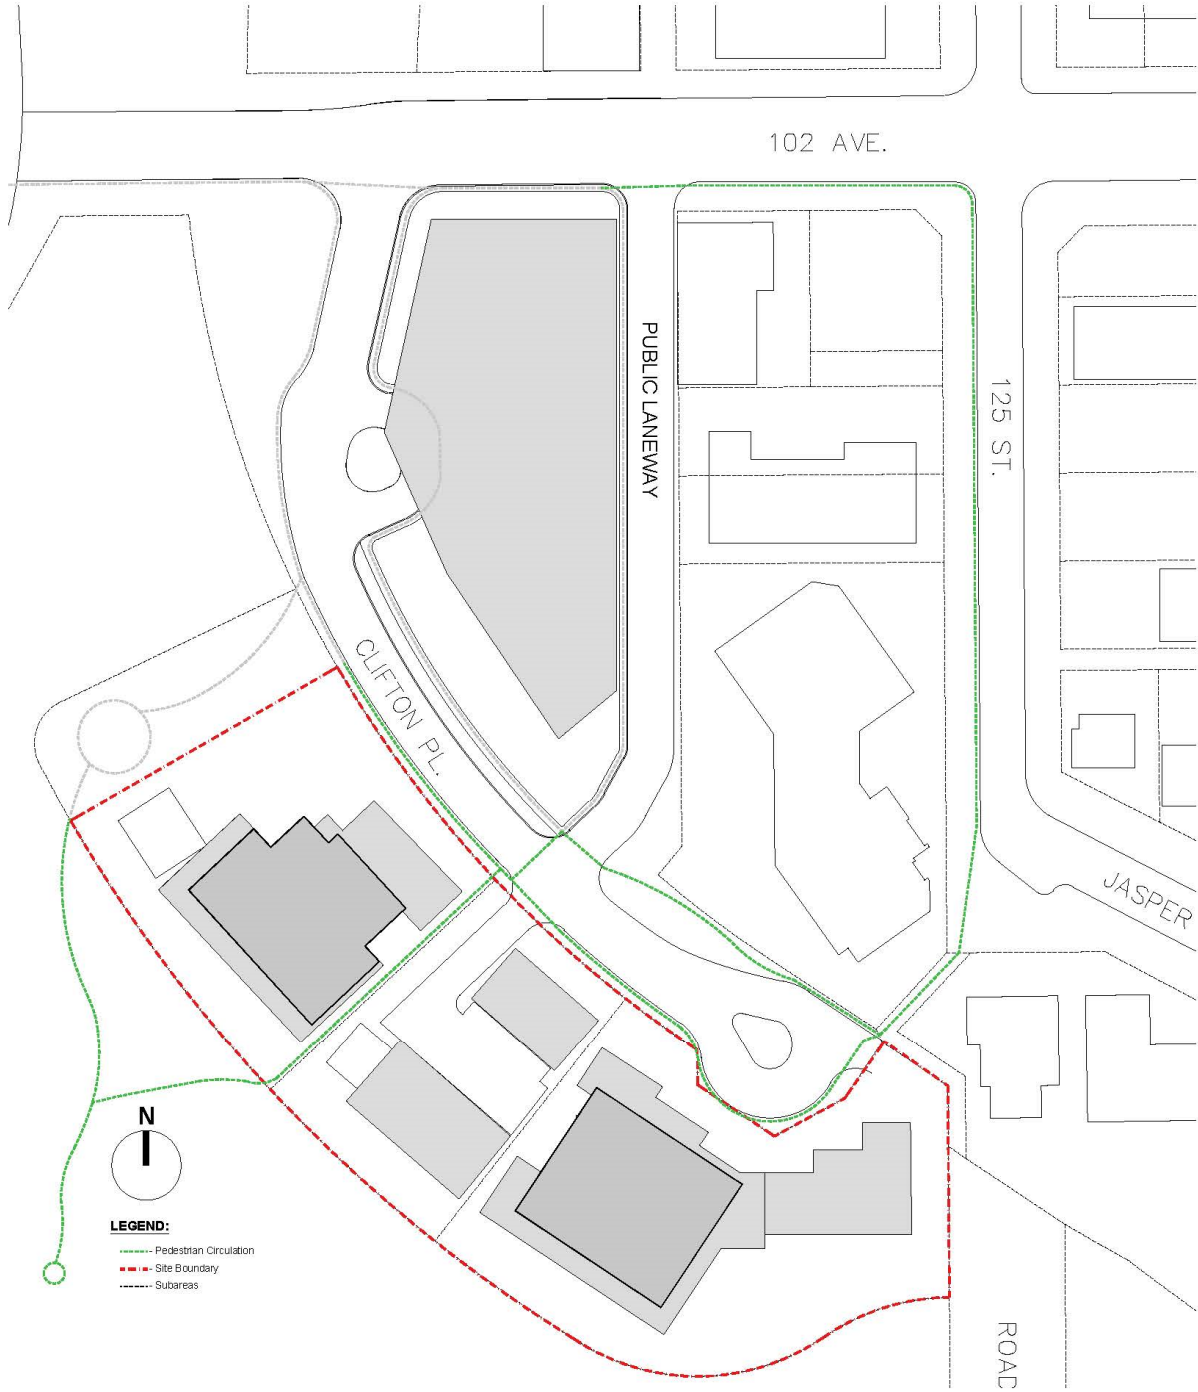 102 AVE.
PUBLIC LANEWAY
125 ST.
CLIFTON PL.
JASPER
N
LEGEND:
Pedestrian Circulation
Site Boundary
Subareas
ROAD